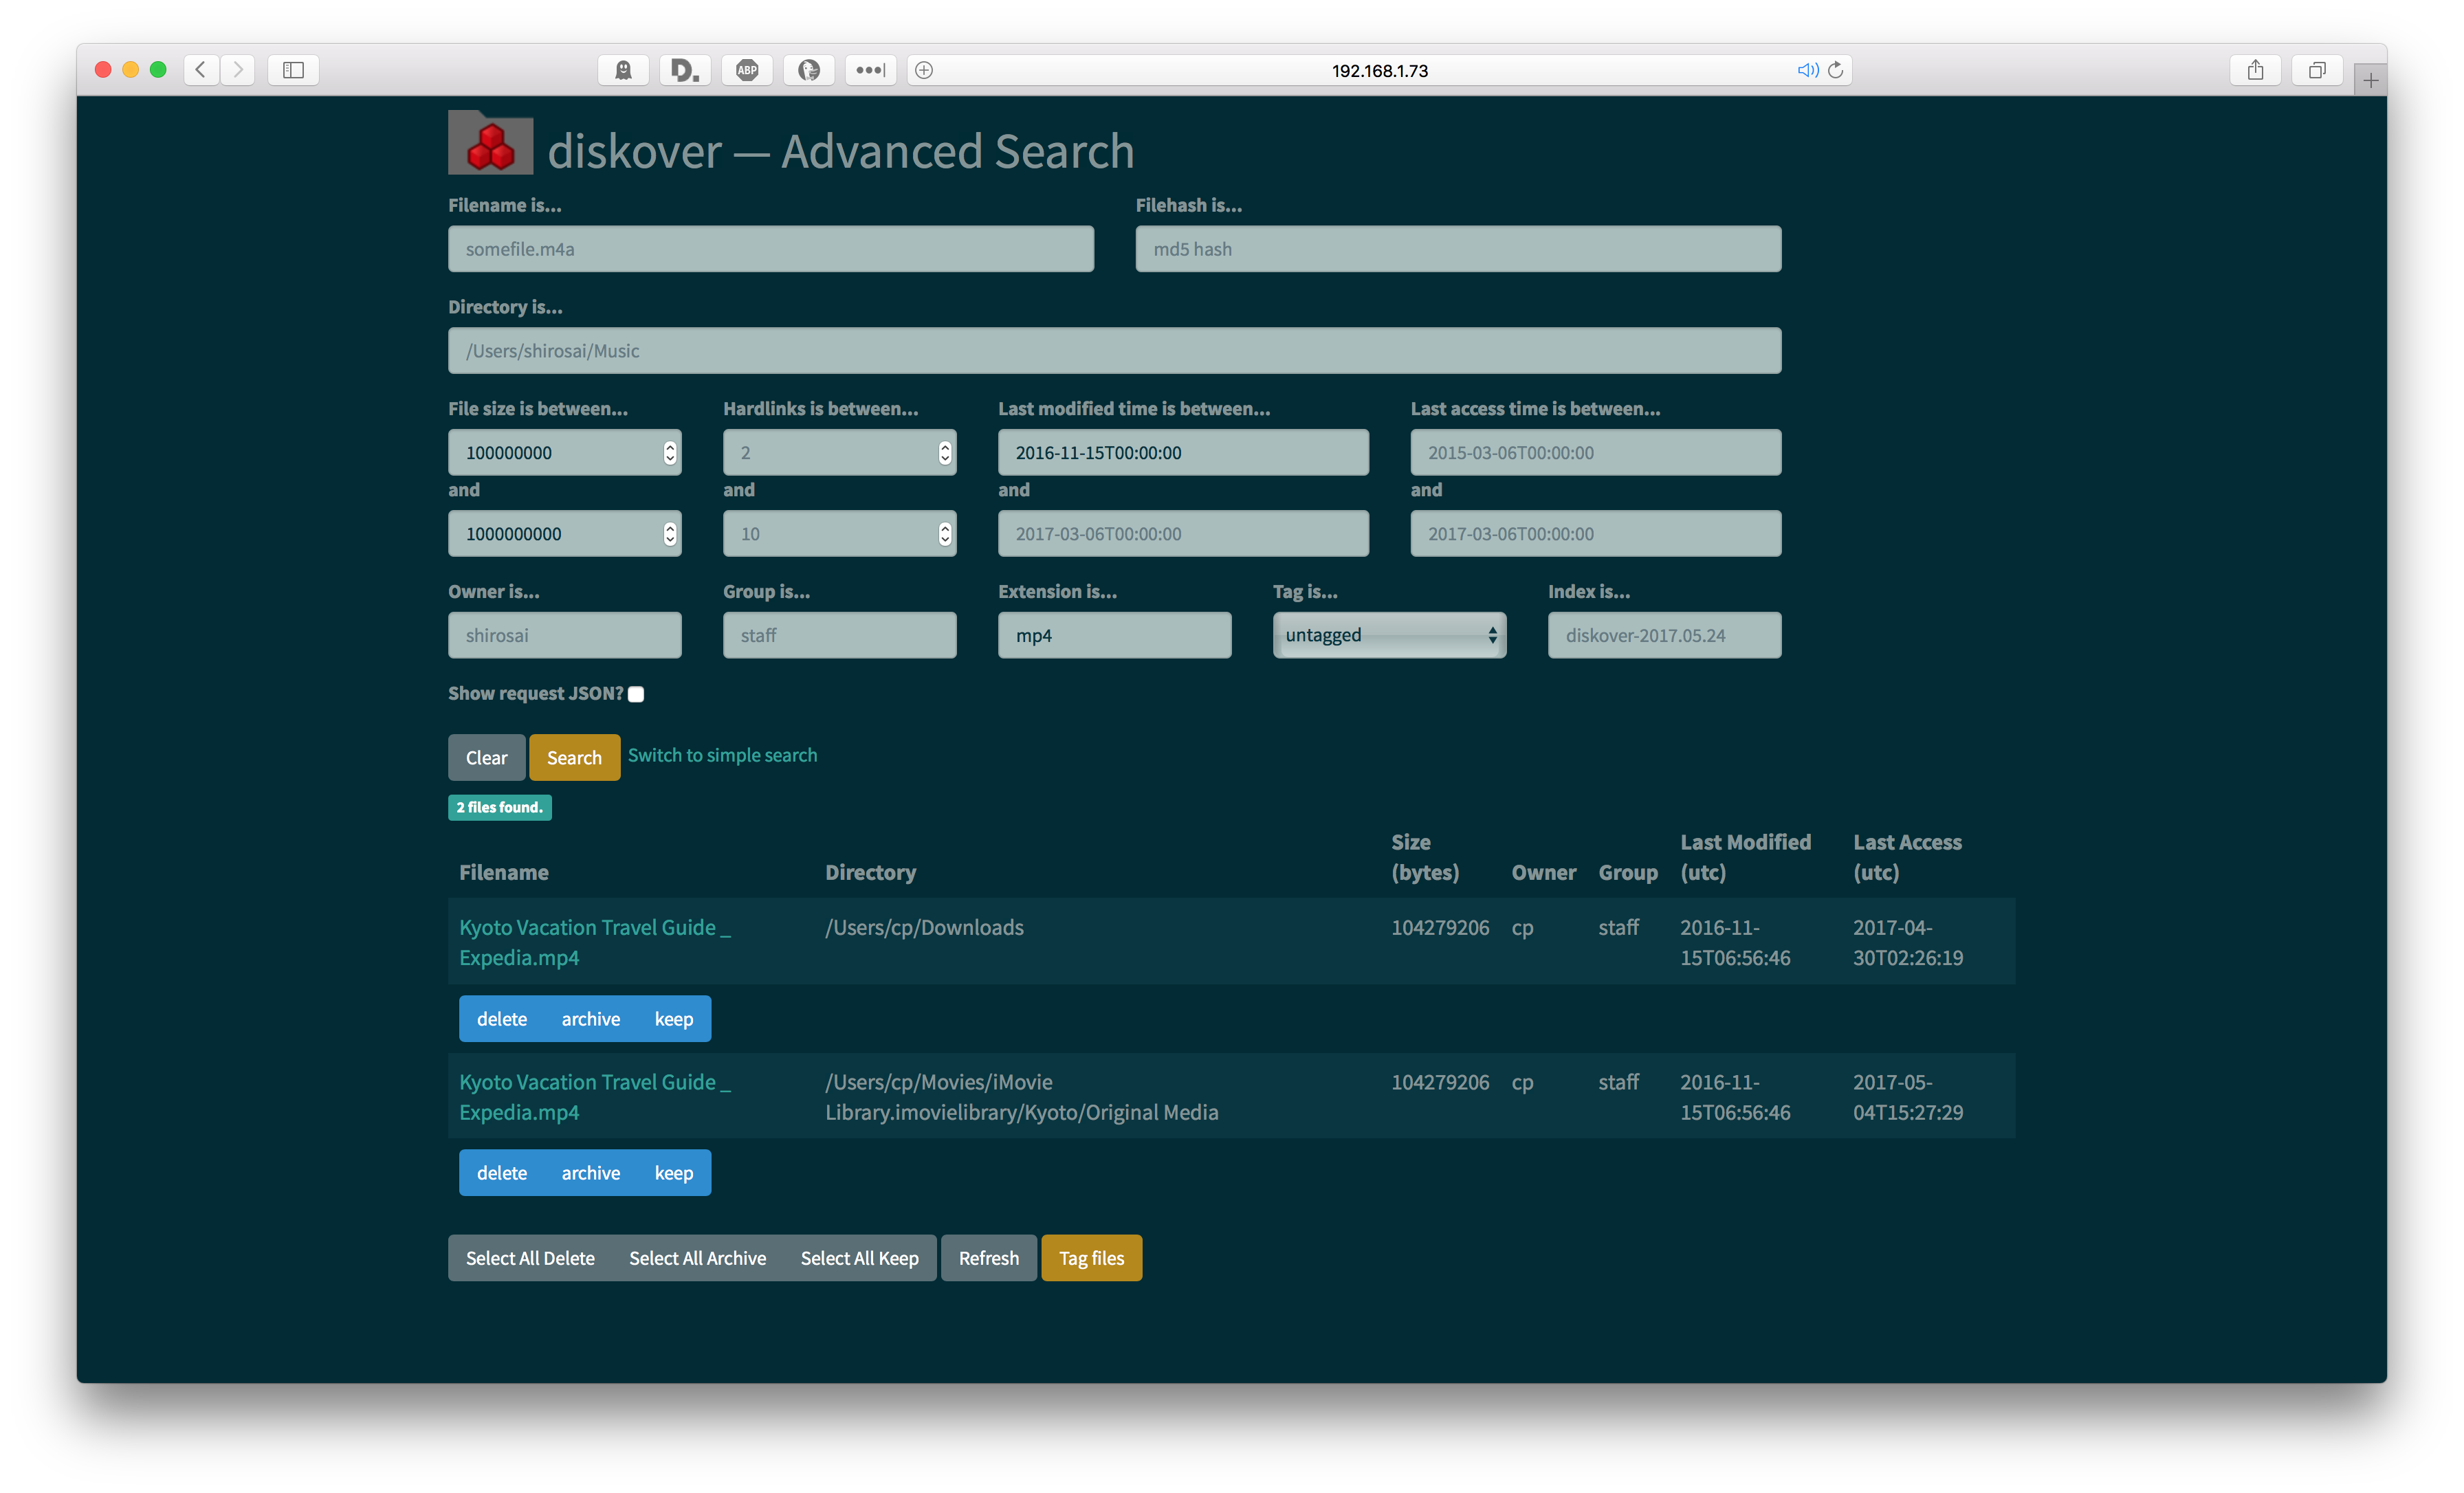 D.
ABP
192.168.1.73
diskover — Advanced Search
Filename is...
Filehash is...
somefile.m4a
md5 hash
Directory is...
/Users/shirosai/Music
File size is between...
Hardlinks is between...
Last modified time is between...
Last access time is between...
100000000
2
2016-11-15T00:00:00
2015-03-06T00:00:00
and
and
and
and
1000000000
10
2017-03-06T00:00:00
2017-03-06T00:00:00
Owner is...
Group is...
Extension is...
Tag is...
Index is...
shirosai
staff
mp4
untagged
diskover-2017.05.24
Show request JSON?
Clear
Search
Switch to simple search
2 files found.
Filename
Directory
Size
(bytes)
Owner
Group
Last Modified
(utc)
Last Access
(utc)
Kyoto Vacation Travel Guide _
Expedia.mp4
/Users/cp/Downloads
104279206
cp
staff
2016-11-
15T06:56:46
2017-04-
30T02:26:19
delete
archive
keep
Kyoto Vacation Travel Guide _
Expedia.mp4
/Users/cp/Movies/iMovie
Library.imovielibrary/Kyoto/Original Media
104279206
cp
staff
2016-11-
15T06:56:46
2017-05-
04T15:27:29
delete
archive
keep
Select All Delete
Select All Archive
Select All Keep
Refresh
Tag files